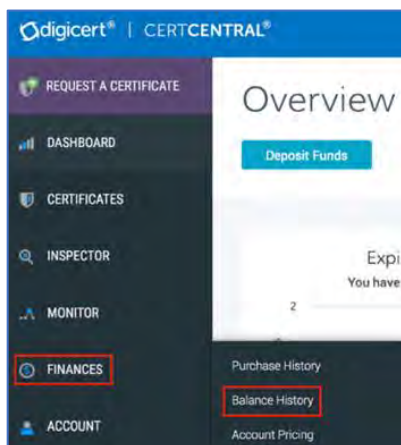 digicert® | CERTCENTRAL®
REQUEST A CERTIFICATE
Overview
DASHBOARD
Deposit Funds
CERTIFICATES
INSPECTOR
Expi
You have
MONITOR
2
FINANCES
Purchase History
Balance History
ACCOUNT
Account Pricing